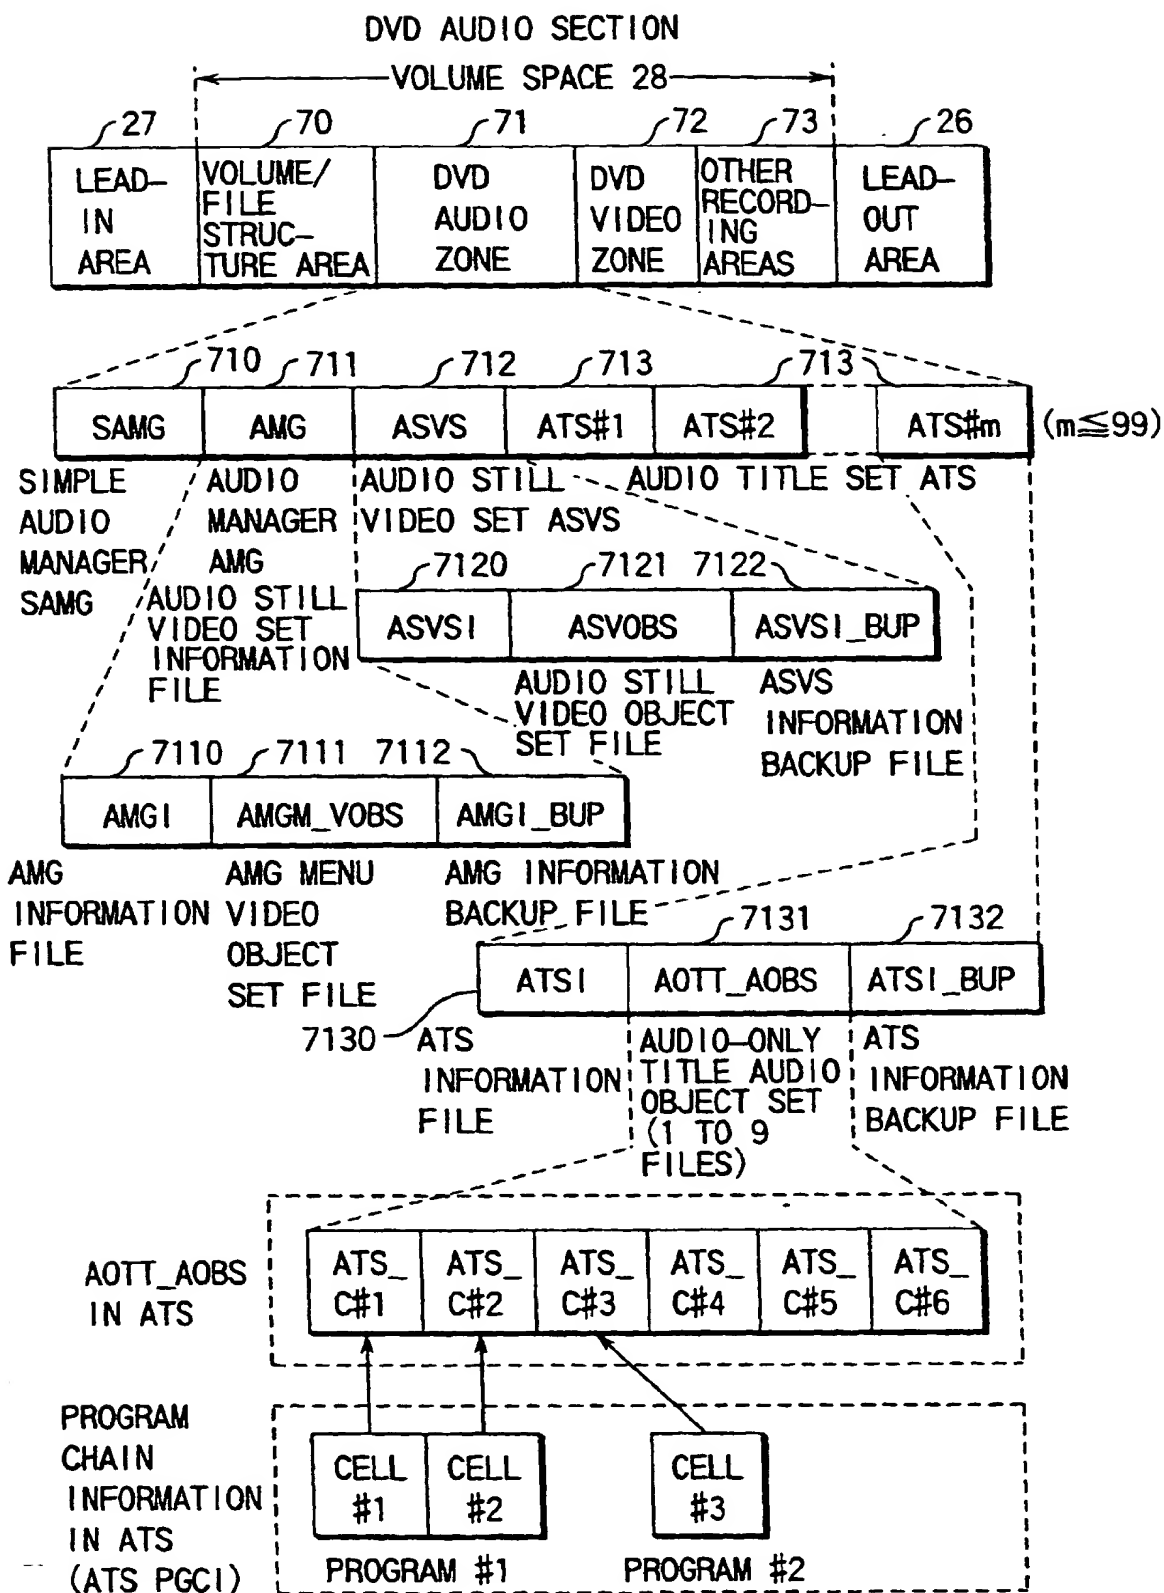 DVD AUDIO SECTION
VOLUME SPACE 28
27 70 71 72 73 26
LEAD-
IN
AREA
VOLUME/
FILE
STRUC-
TURE AREA
DVD
AUDIO
ZONE
DVD
VIDEO
ZONE
OTHER
RECORD-
ING
AREAS
LEAD-
OUT
AREA
710 711 712 713 713
SAMG AMG ASVS ATS#1 ATS#2 ATS#m (m≦99)
SIMPLE
AUDIO
MANAGER
SAMG
AUDIO
MANAGER
AMG
AUDIO STILL
VIDEO SET ASVS
AUDIO TITLE SET ATS
7120 7121 7122
ASVSI ASVOBS ASVSI_BUP
AUDIO STILL
VIDEO SET
INFORMATION
FILE
AUDIO STILL
VIDEO OBJECT
SET FILE
ASVS
INFORMATION
BACKUP FILE
7110 7111 7112
AMGI AMGM_VOBS AMGI_BUP
AMG
INFORMATION
FILE
AMG MENU
VIDEO
OBJECT
SET FILE
AMG INFORMATION
BACKUP FILE
7131 7132
ATSI AOTT_AOBS ATSI_BUP
7130
ATS
INFORMATION
FILE
AUDIO-ONLY
TITLE AUDIO
OBJECT SET
(1 TO 9
FILES)
ATS
INFORMATION
BACKUP FILE
AOTT_AOBS
IN ATS
ATS_
C#1
ATS_
C#2
ATS_
C#3
ATS_
C#4
ATS_
C#5
ATS_
C#6
PROGRAM
CHAIN
INFORMATION
IN ATS
(ATS PGCI)
CELL
#1
CELL
#2
CELL
#3
PROGRAM #1
PROGRAM #2